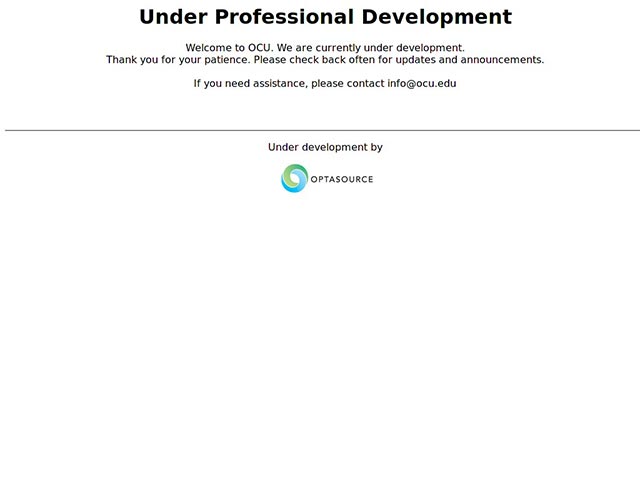 Under Professional Development
Welcome to OCU. We are currently under development.
Thank you for your patience. Please check back often for updates and announcements.
If you need assistance, please contact info@ocu.edu
Under development by
OPTASOURCE